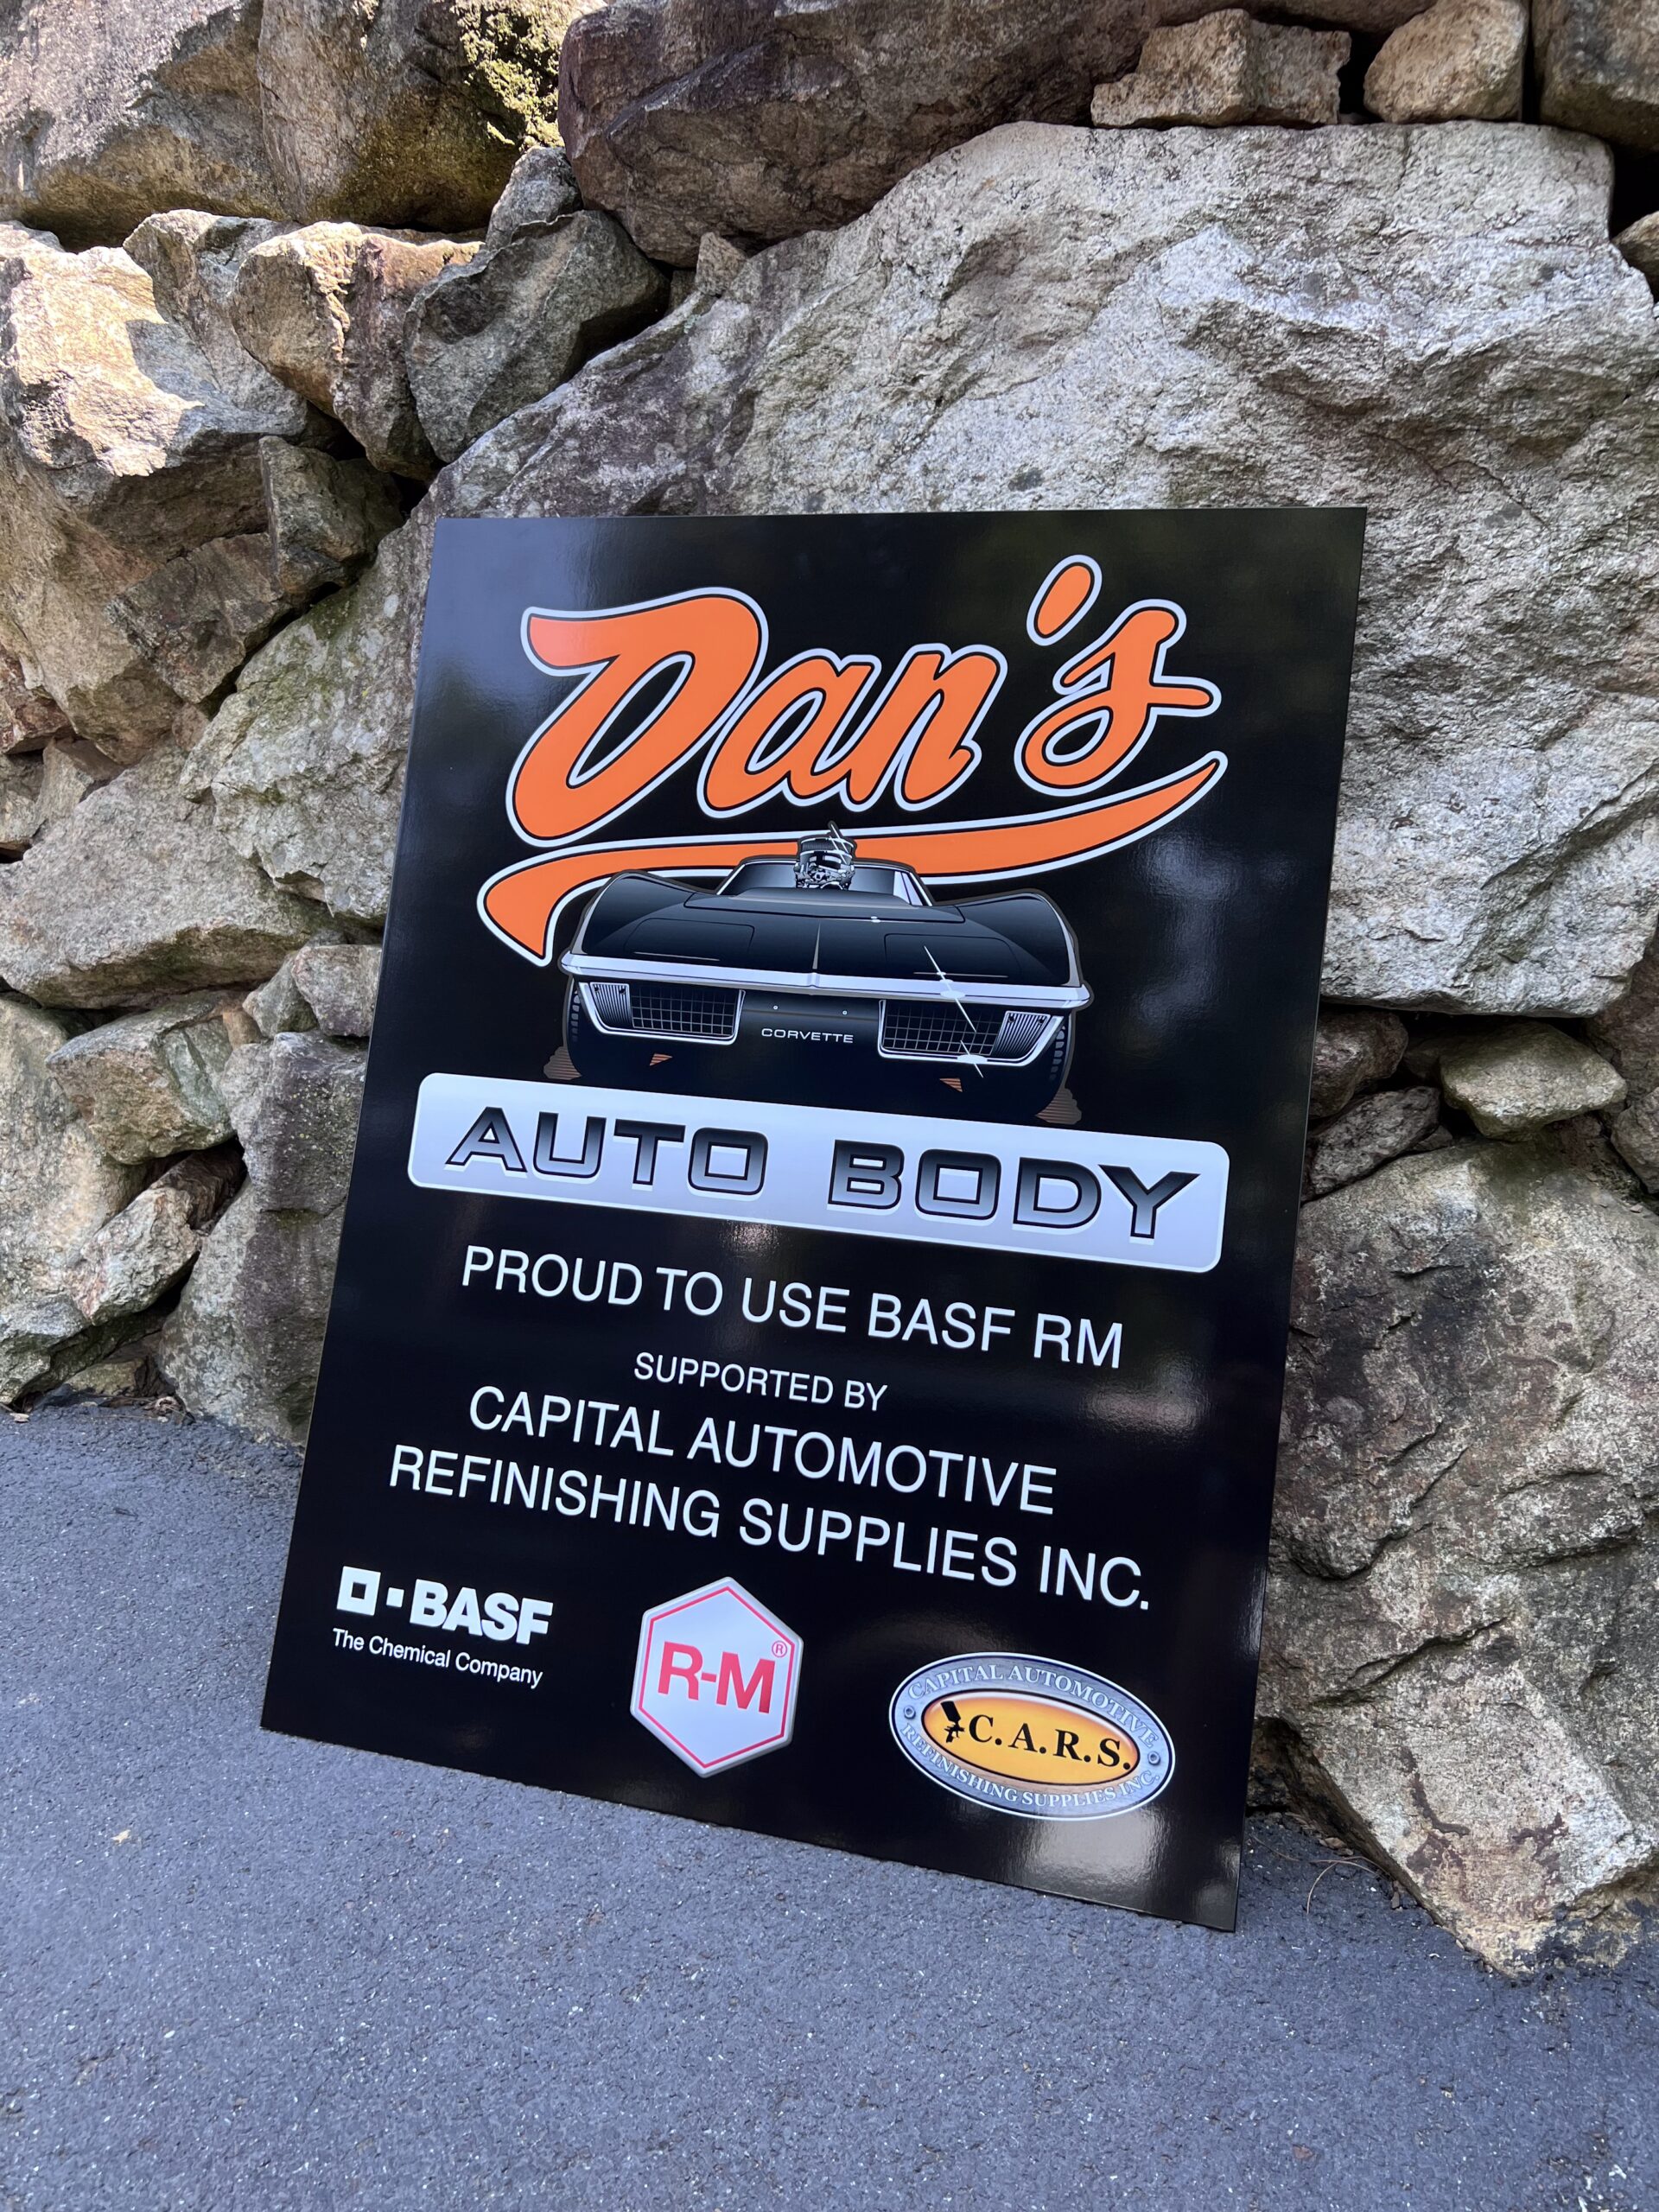 Dan's
CORVETTE
AUTO BODY
PROUD TO USE BASF RM
SUPPORTED BY
CAPITAL AUTOMOTIVE
REFINISHING SUPPLIES INC.
BASF
The Chemical Company
R-M®
CAPITAL AUTOMOTIVE
C.A.R.S.
REFINISHING SUPPLIES INC.